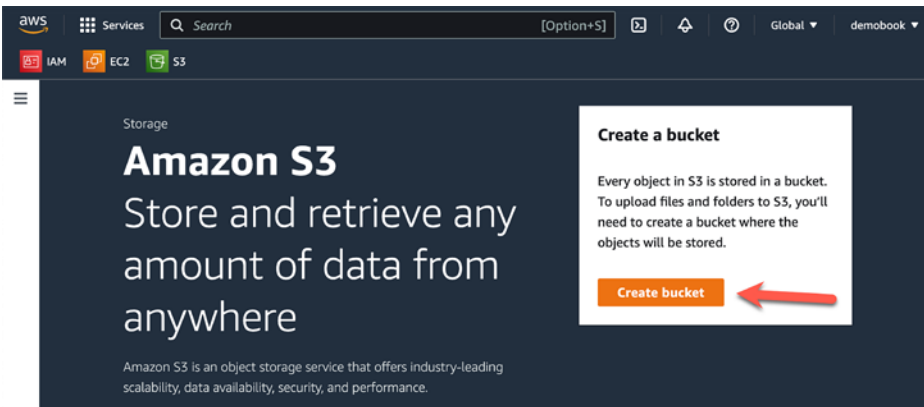 aws
Services
Search
[Option+S]
Global
demobook
IAM
EC2
S3
Storage
Amazon S3
Store and retrieve any
amount of data from
anywhere
Amazon S3 is an object storage service that offers industry-leading
scalability, data availability, security, and performance.
Create a bucket
Every object in S3 is stored in a bucket.
To upload files and folders to S3, you'll
need to create a bucket where the
objects will be stored.
Create bucket